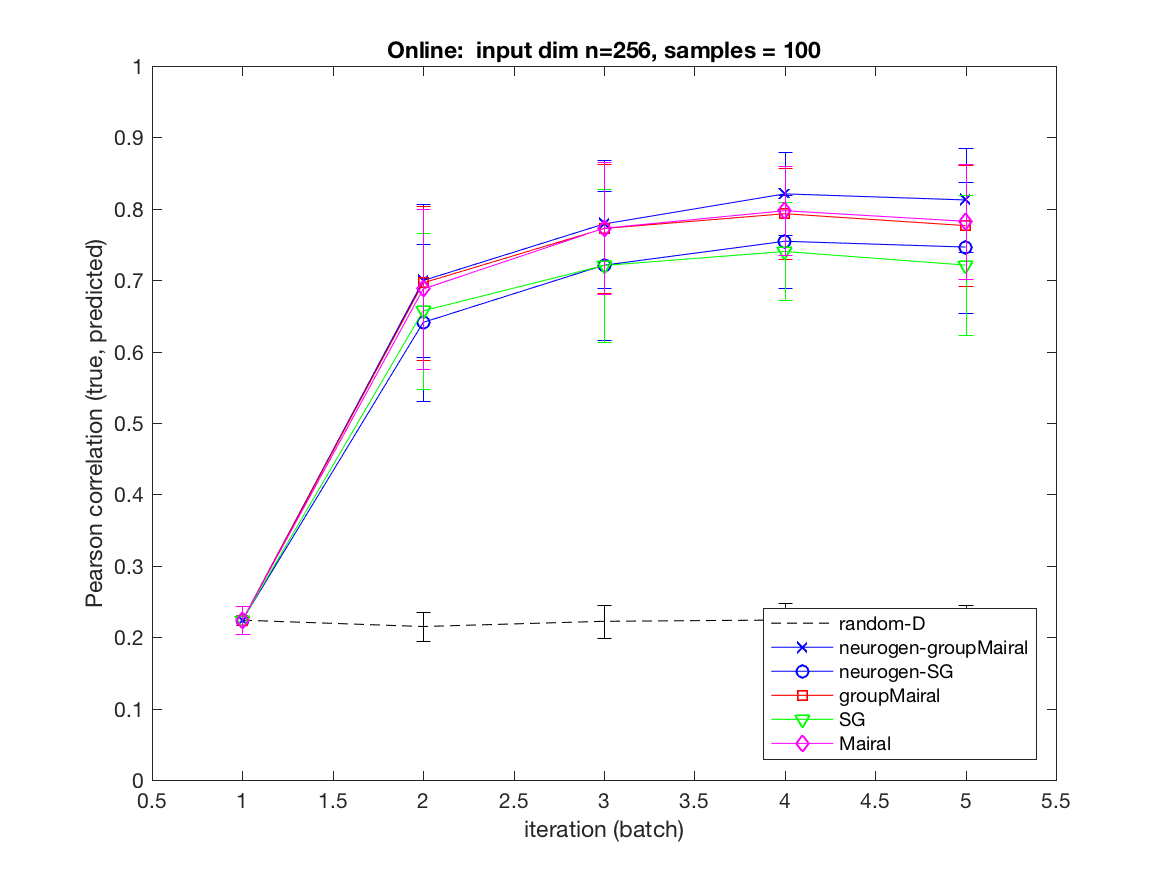 Online:  input dim n=256, samples = 100
Pearson correlation (true, predicted)
1
0.9
0.8
0.7
0.6
0.5
0.4
0.3
0.2
0.1
0
0.5
1
1.5
2
2.5
3
3.5
4
4.5
5
5.5
iteration (batch)
random-D
neurogen-groupMairal
neurogen-SG
groupMairal
SG
Mairal